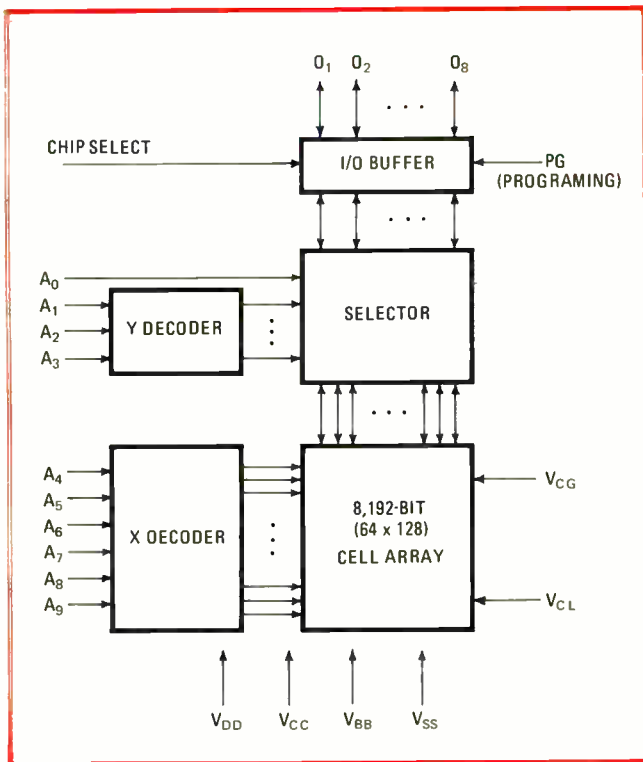 O1 O2 . . . O8
CHIP SELECT
I/O BUFFER
PG
(PROGRAMING)
. . .
A0
A1
A2
A3
Y DECODER
SELECTOR
. . .
A4
A5
A6
A7
A8
A9
X DECODER
8,192-BIT
(64 x 128)
CELL ARRAY
VCG
VCL
VDD VCC VBB VSS